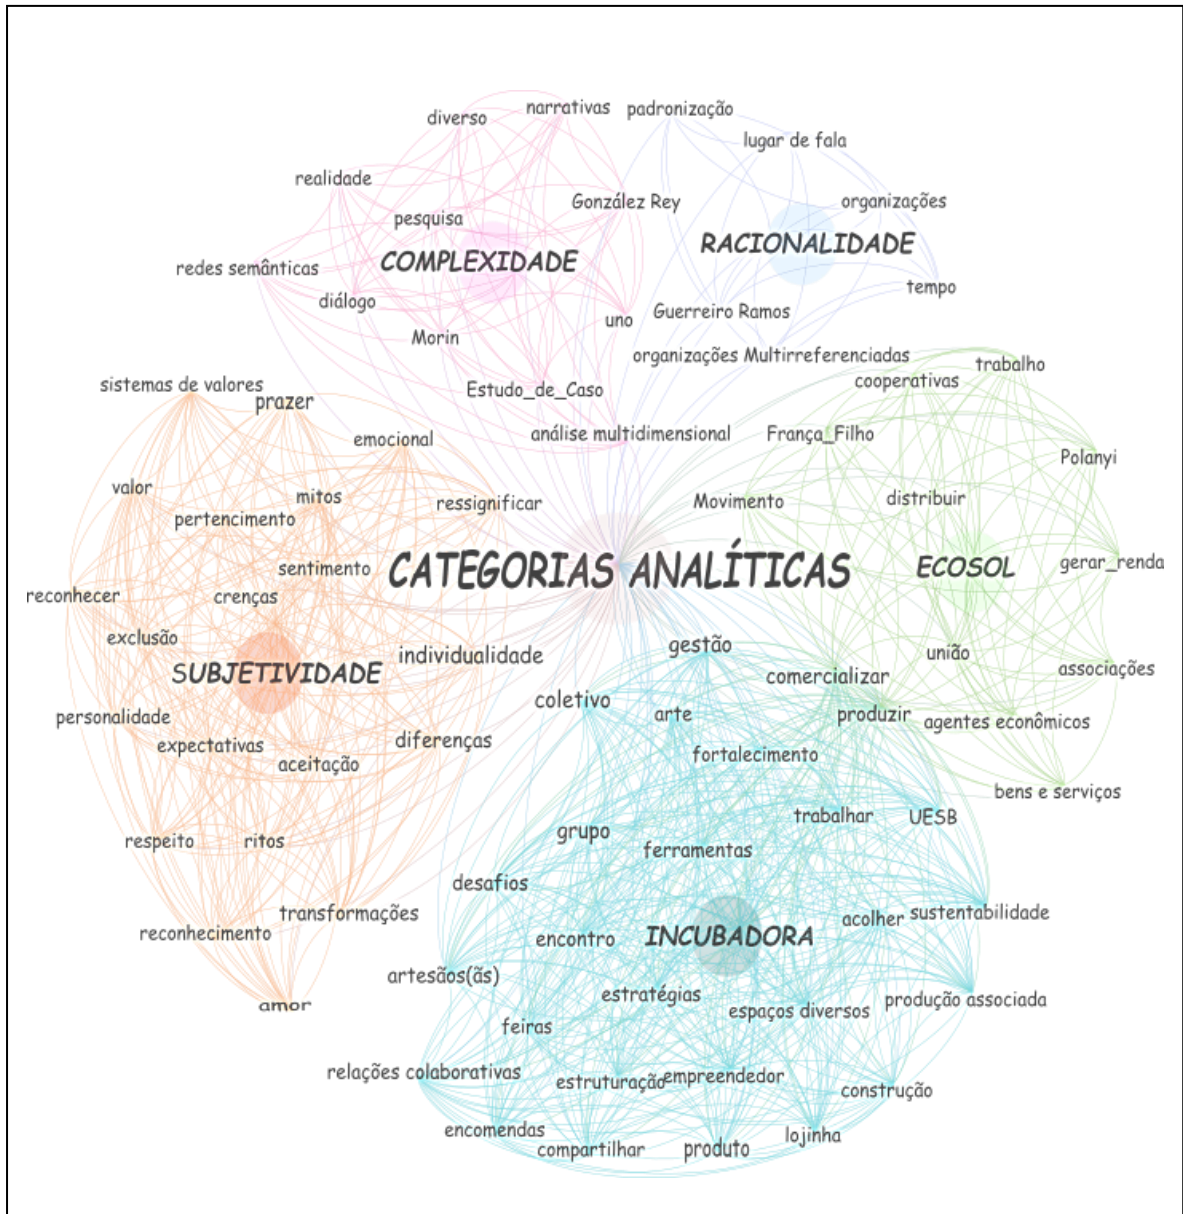 narrativas
padronização
diverso
lugar de fala
realidade
González Rey
organizações
pesquisa
RACIONALIDADE
COMPLEXIDADE
redes semânticas
tempo
diálogo
Guerreiro Ramos
uno
Morin
organizações Multirreferenciadas
trabalho
cooperativas
sistemas de valores
Estudo_de_Caso
prazer
emocional
análise multidimensional
França_Filho
Polanyi
valor
mitos
ressignificar
Movimento
distribuir
pertencimento
sentimento
CATEGORIAS ANALÍTICAS
ECOSOL
gerar_renda
reconhecer
crenças
exclusão
gestão
união
individualidade
associações
SUBJETIVIDADE
comercializar
coletivo
personalidade
arte
produzir
agentes econômicos
expectativas
diferenças
aceitação
fortalecimento
bens e serviços
trabalhar
UESB
grupo
respeito
ritos
ferramentas
desafios
transformações
acolher
sustentabilidade
reconhecimento
encontro
INCUBADORA
artesãos(ãs)
estratégias
produção associada
amor
espaços diversos
feiras
relações colaborativas
estruturação
empreendedor
construção
encomendas
lojinha
compartilhar
produto